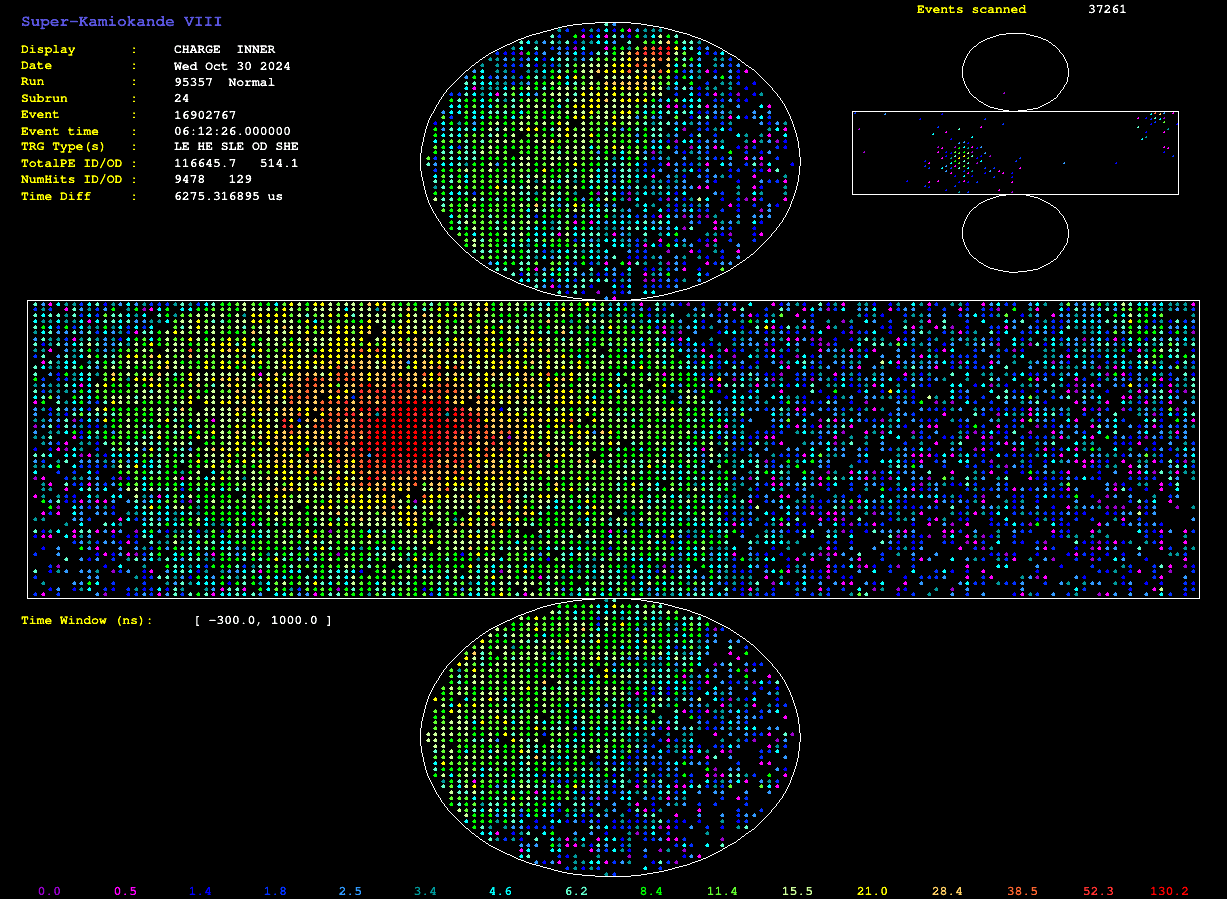 Super-Kamiokande VIII
Events scanned 37261
Display : CHARGE INNER
Date : Wed Oct 30 2024
Run : 95357 Normal
Subrun : 24
Event : 16902767
Event time : 06:12:26.000000
TRG Type(s) : LE HE SLE OD SHE
TotalPE ID/OD : 116645.7 514.1
NumHits ID/OD : 9478 129
Time Diff : 6275.316895 us
Time Window (ns): [ -300.0, 1000.0 ]
0.0 0.5 1.4 1.8 2.5 3.4 4.6 6.2 8.4 11.4 15.5 21.0 28.4 38.5 52.3 130.2